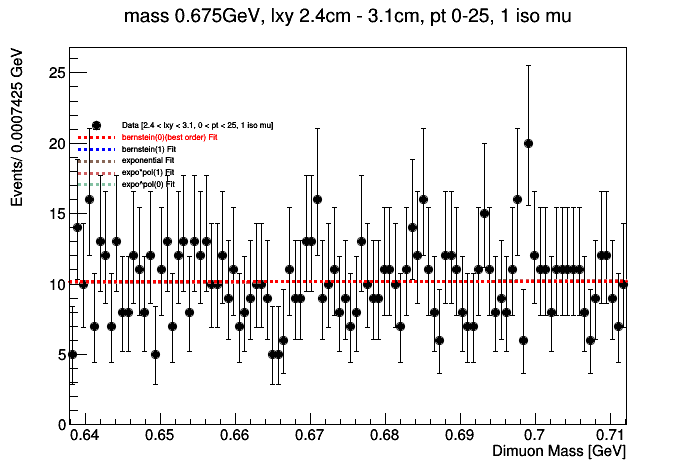 mass 0.675GeV, lxy 2.4cm - 3.1cm, pt 0-25, 1 iso mu
Events/ 0.0007425 GeV
25
20
15
10
5
0
Data [2.4 < lxy < 3.1, 0 < pt < 25, 1 iso mu]
bernstein(0)(best order) Fit
bernstein(1) Fit
exponential Fit
expo*pol(1) Fit
expo*pol(0) Fit
0.64 0.65 0.66 0.67 0.68 0.69 0.7 0.71
Dimuon Mass [GeV]